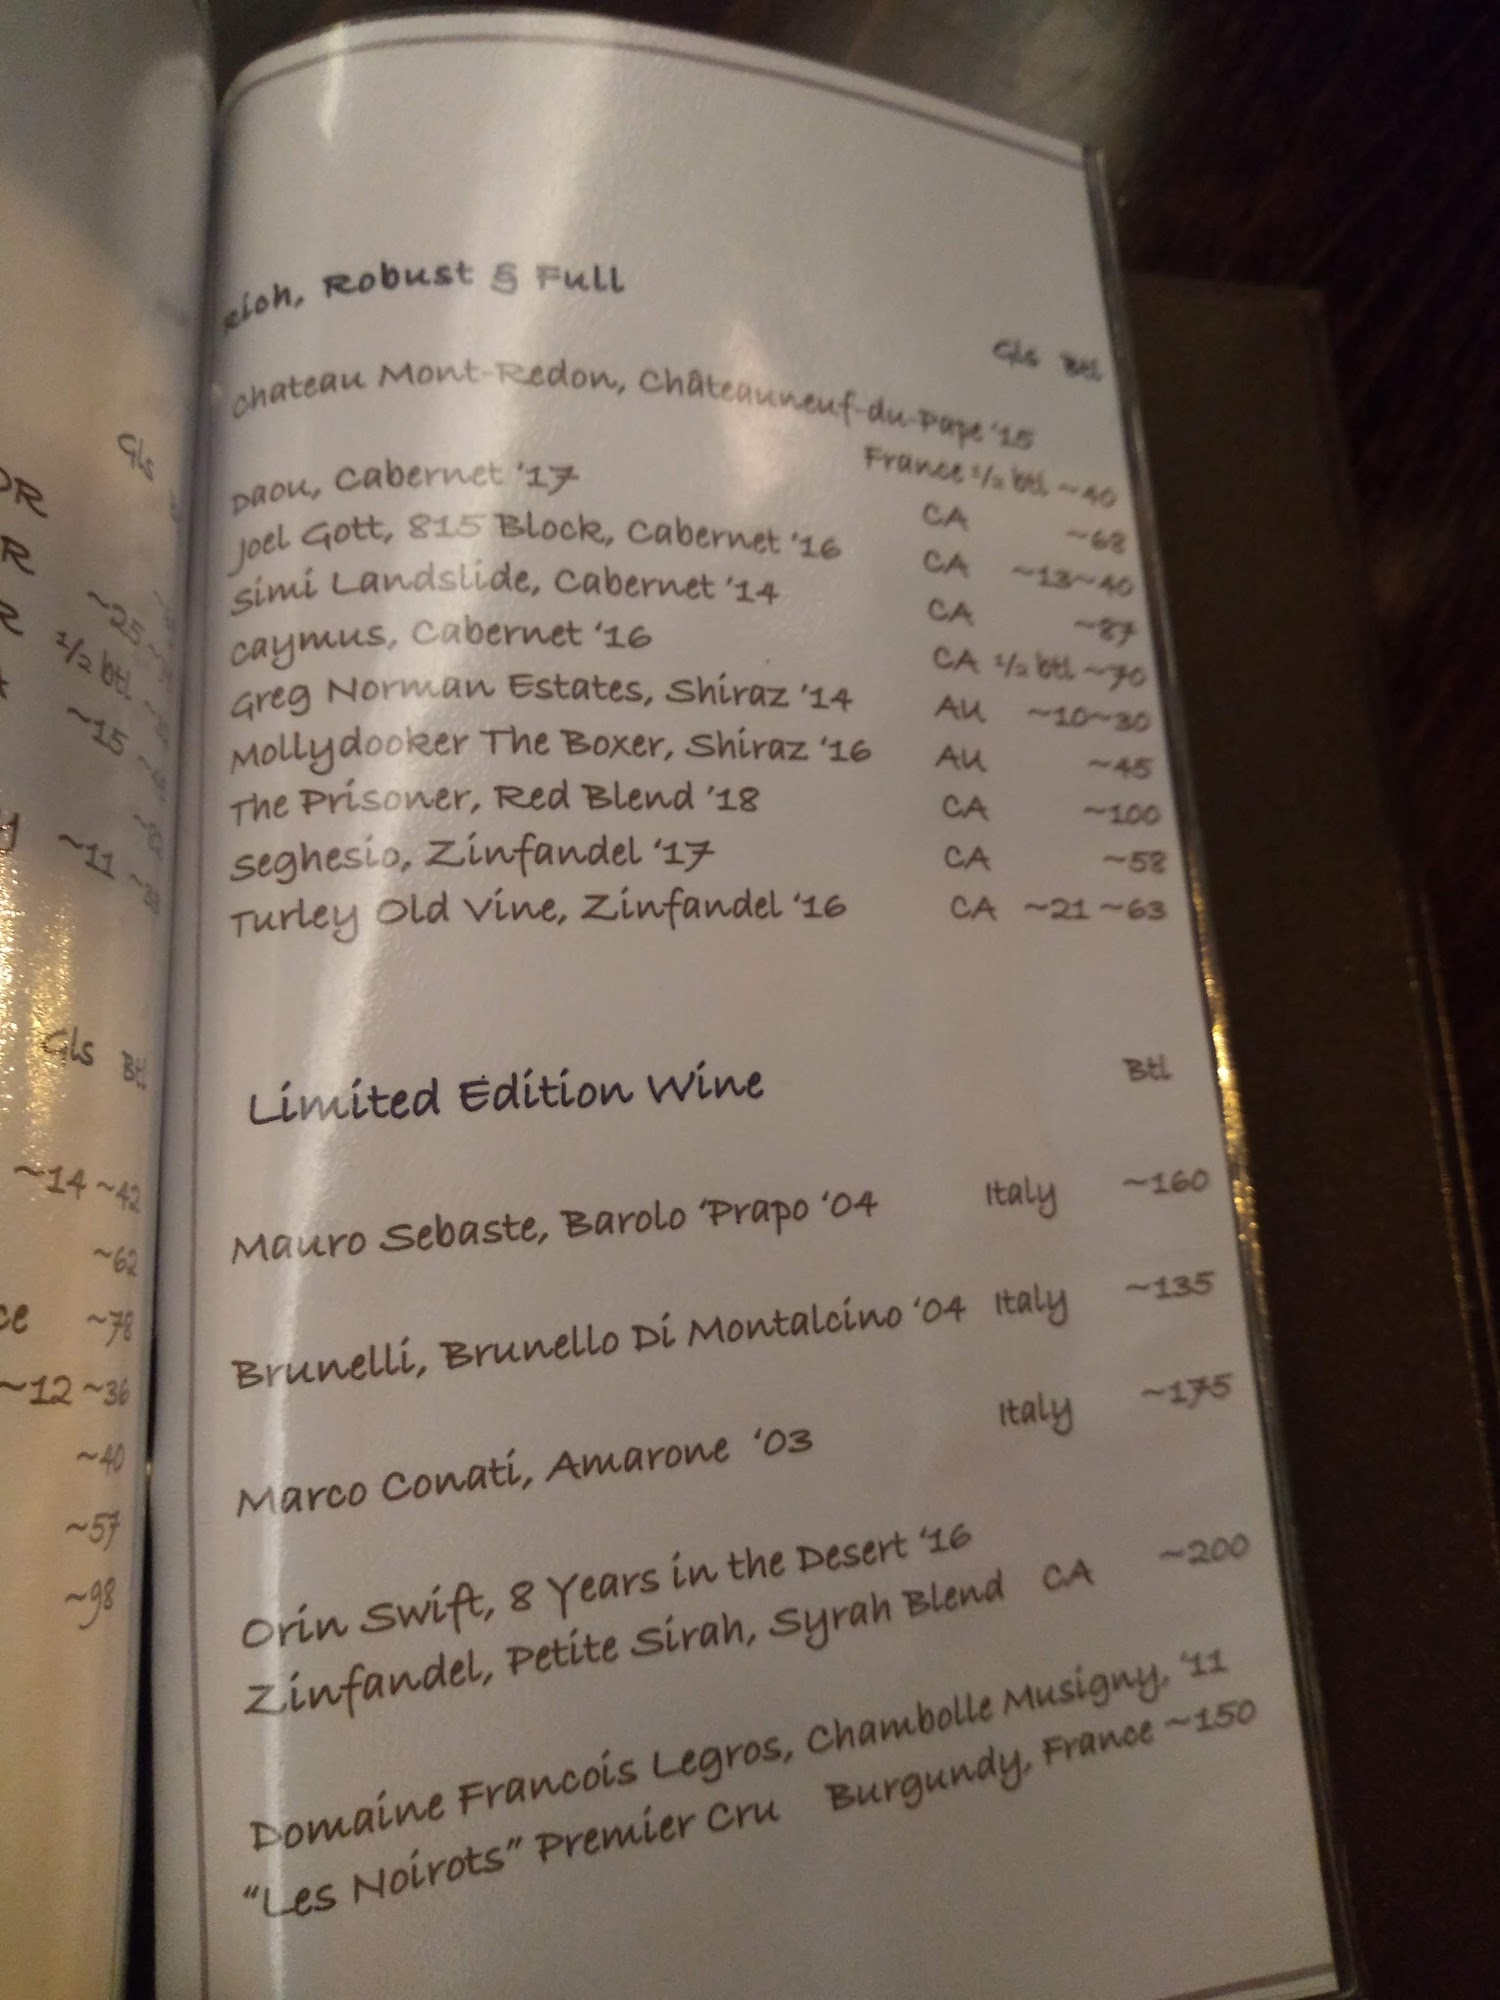 Gls
DR
R
R
~25
1/2 btl
~15
~11
Gls Btl
~14 ~42
~62
ce ~78
~12 ~36
~40
~57
~98
Rich, Robust & Full
Gls Btl
Chateau Mont-Redon, Châteauneuf-du-Pape '15
France 1/2 btl ~40
Daou, Cabernet '17 CA ~68
Joel Gott, 815 Block, Cabernet '16 CA ~13~40
Simi Landslide, Cabernet '14 CA ~87
Caymus, Cabernet '16 CA 1/2 btl ~70
Greg Norman Estates, Shiraz '14 AU ~10~30
Mollydooker The Boxer, Shiraz '16 AU ~45
The Prisoner, Red Blend '18 CA ~100
Seghesio, Zinfandel '17 CA ~58
Turley Old Vine, Zinfandel '16 CA ~21 ~63
Limited Edition Wine Btl
Mauro Sebaste, Barolo 'Prapo '04 Italy ~160
Brunelli, Brunello Di Montalcino '04 Italy ~135
Marco Conati, Amarone '03 Italy ~175
Orin Swift, 8 Years in the Desert '16
Zinfandel, Petite Sirah, Syrah Blend CA ~200
Domaine Francois Legros, Chambolle Musigny, '11
"Les Noirots" Premier Cru Burgundy, France ~150